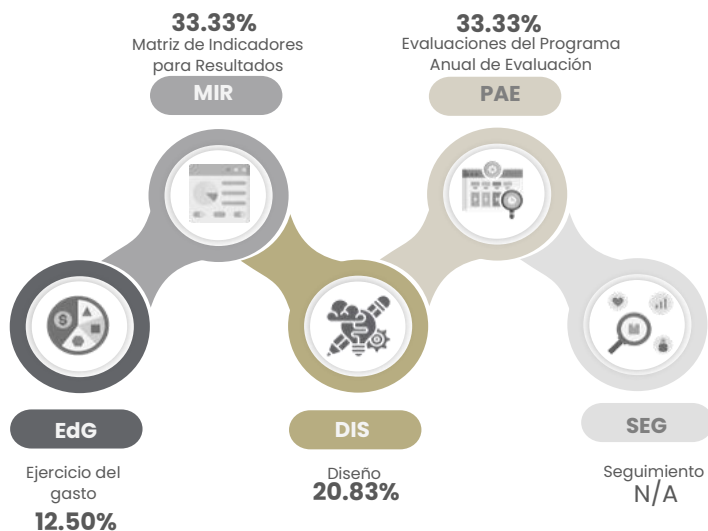 33.33%
Matriz de Indicadores
para Resultados
MIR
33.33%
Evaluaciones del Programa
Anual de Evaluación
PAE
EdG
Ejercicio del
gasto
12.50%
DIS
Diseño
20.83%
SEG
Seguimiento
N/A